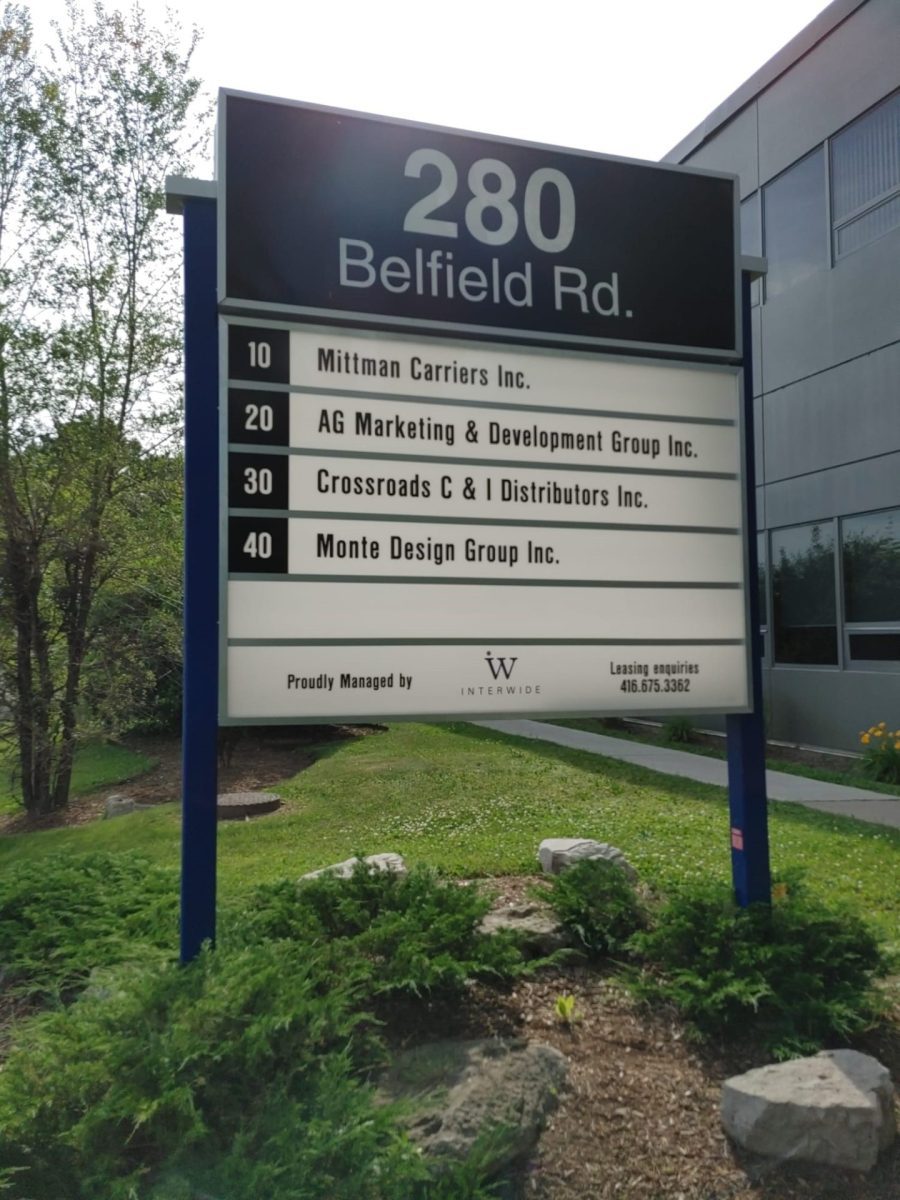 280
Belfield Rd.
10 Mittman Carriers Inc.
20 AG Marketing & Development Group Inc.
30 Crossroads C & I Distributors Inc.
40 Monte Design Group Inc.
Proudly Managed by
iW
INTERWIDE
Leasing enquiries
416.675.3362